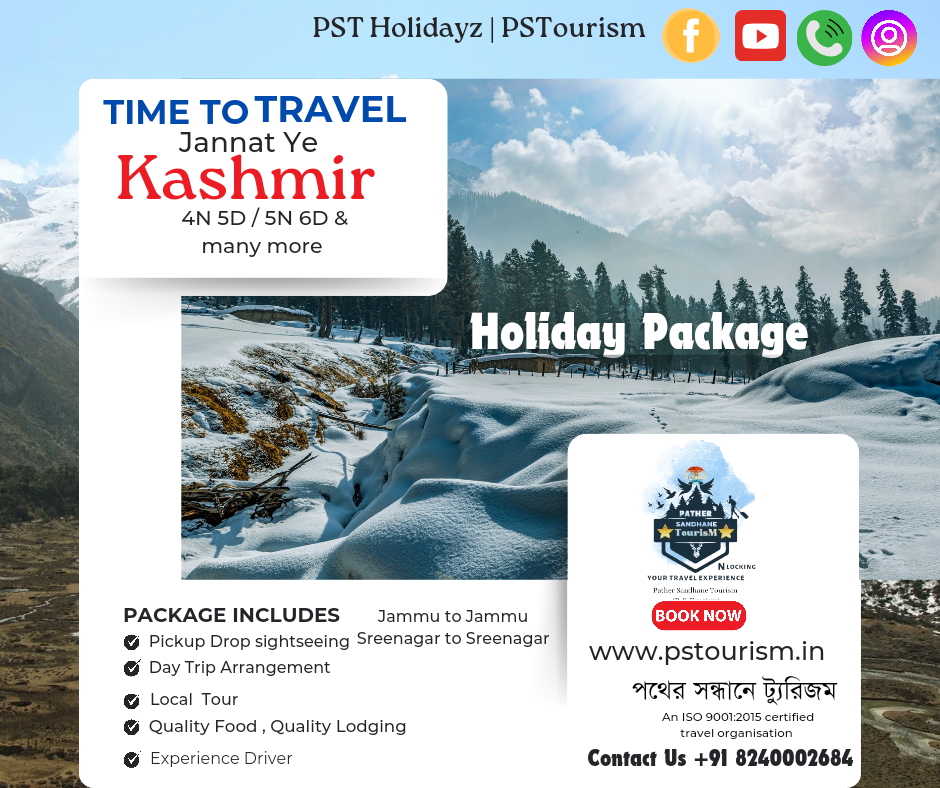 PST Holidayz | PSTourism
TIME TO TRAVEL
Jannat Ye
Kashmir
4N 5D / 5N 6D &
many more
Holiday Package
PATHER
SANDHANE
TourisM
N LOCKING
YOUR TRAVEL EXPERIENCE
Pather Sandhane Tourism
BOOK NOW
www.pstourism.in
পথের সন্ধানে ট্যুরিজম
An ISO 9001:2015 certified
travel organisation
Contact Us +91 8240002684
PACKAGE INCLUDES
Pickup Drop sightseeing
Day Trip Arrangement
Local Tour
Quality Food , Quality Lodging
Experience Driver
Jammu to Jammu
Sreenagar to Sreenagar